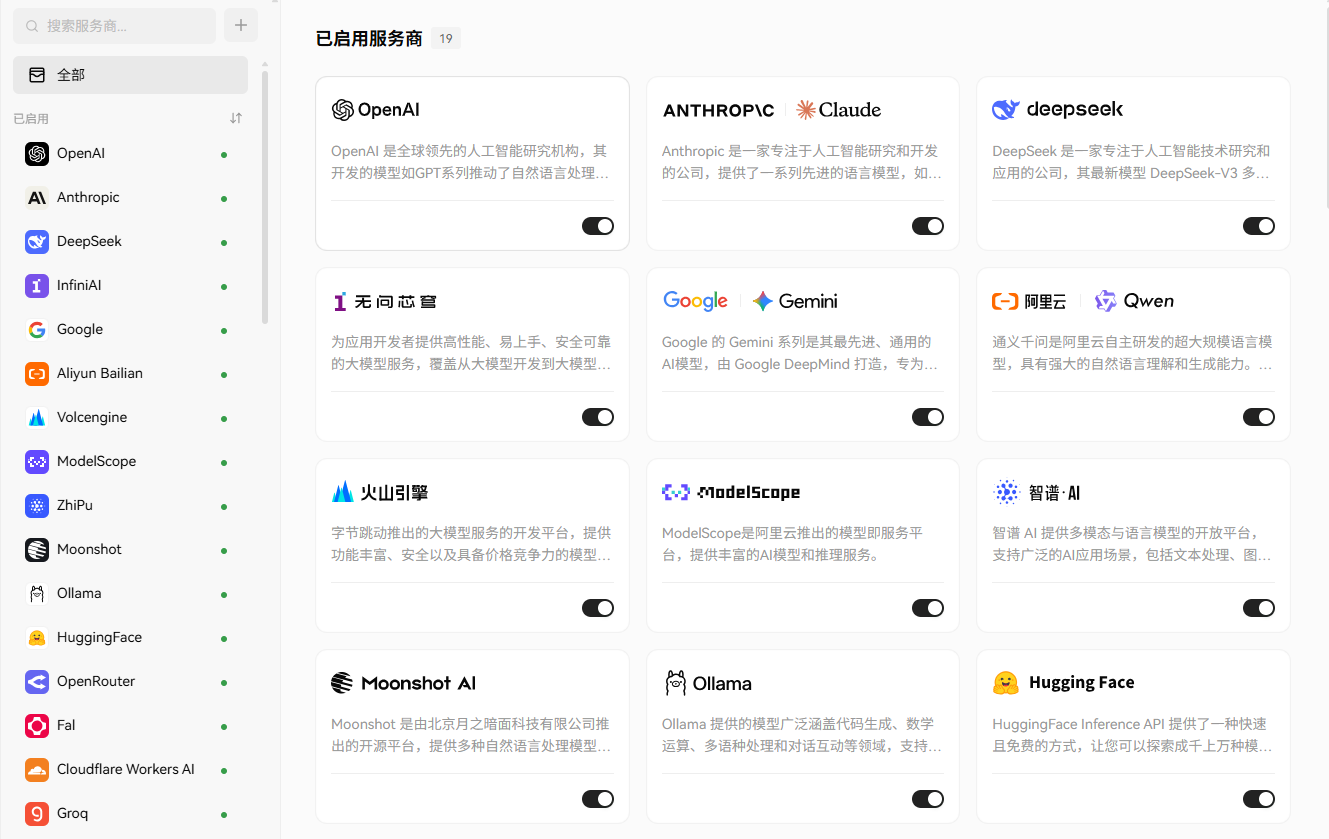 搜索服务商...
全部
已启用
OpenAI
Anthropic
DeepSeek
InfiniAI
Google
Aliyun Bailian
Volcengine
ModelScope
ZhiPu
Moonshot
Ollama
HuggingFace
OpenRouter
Fal
Cloudflare Workers AI
Groq
已启用服务商 19
OpenAI
OpenAI 是全球领先的人工智能研究机构，其
开发的模型如GPT系列推动了自然语言处理...
ANTHROP\C Claude
Anthropic 是一家专注于人工智能研究和开发
的公司，提供了一系列先进的语言模型，如...
deepseek
DeepSeek 是一家专注于人工智能技术研究和
应用的公司，其最新模型 DeepSeek-V3 多...
无问芯穹
为应用开发者提供高性能、易上手、安全可靠
的大模型服务，覆盖从大模型开发到大模型...
Google Gemini
Google 的 Gemini 系列是其最先进、通用的
AI模型，由 Google DeepMind 打造，专为...
阿里云 Qwen
通义千问是阿里云自主研发的超大规模语言模
型，具有强大的自然语言理解和生成能力。...
火山引擎
字节跳动推出的大模型服务的开发平台，提供
功能丰富、安全以及具备价格竞争力的模型...
ModelScope
ModelScope是阿里云推出的模型即服务平
台，提供丰富的AI模型和推理服务。
智谱·AI
智谱 AI 提供多模态与语言模型的开放平台，
支持广泛的AI应用场景，包括文本处理、图...
Moonshot AI
Moonshot 是由北京月之暗面科技有限公司推
出的开源平台，提供多种自然语言处理模型...
Ollama
Ollama 提供的模型广泛涵盖代码生成、数学
运算、多语种处理和对话互动等领域，支持...
Hugging Face
HuggingFace Inference API 提供了一种快速
且免费的方式，让您可以探索成千上万种模...